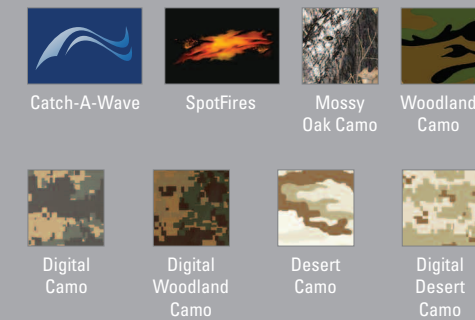 Catch-A-Wave
SpotFires
Mossy
Oak Camo
Woodland
Camo
Digital
Camo
Digital
Woodland
Camo
Desert
Camo
Digital
Desert
Camo